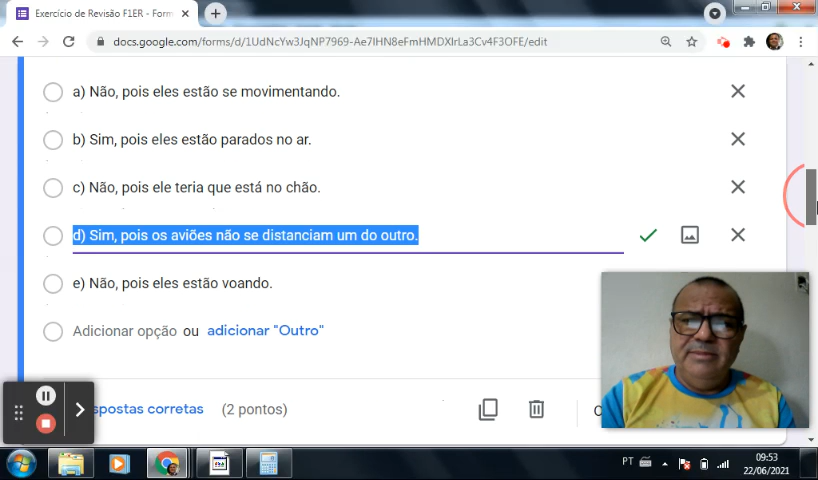 Exercício de Revisão F1ER - Form
docs.google.com/forms/d/1UdNcYw3JqNP7969-Ae7IHN8eFmHMDXIrLa3Cv4F3OFE/edit
a) Não, pois eles estão se movimentando.
b) Sim, pois eles estão parados no ar.
c) Não, pois ele teria que está no chão.
d) Sim, pois os aviões não se distanciam um do outro.
e) Não, pois eles estão voando.
Adicionar opção ou adicionar "Outro"
spostas corretas (2 pontos)
O
PT
09:53
22/06/2021